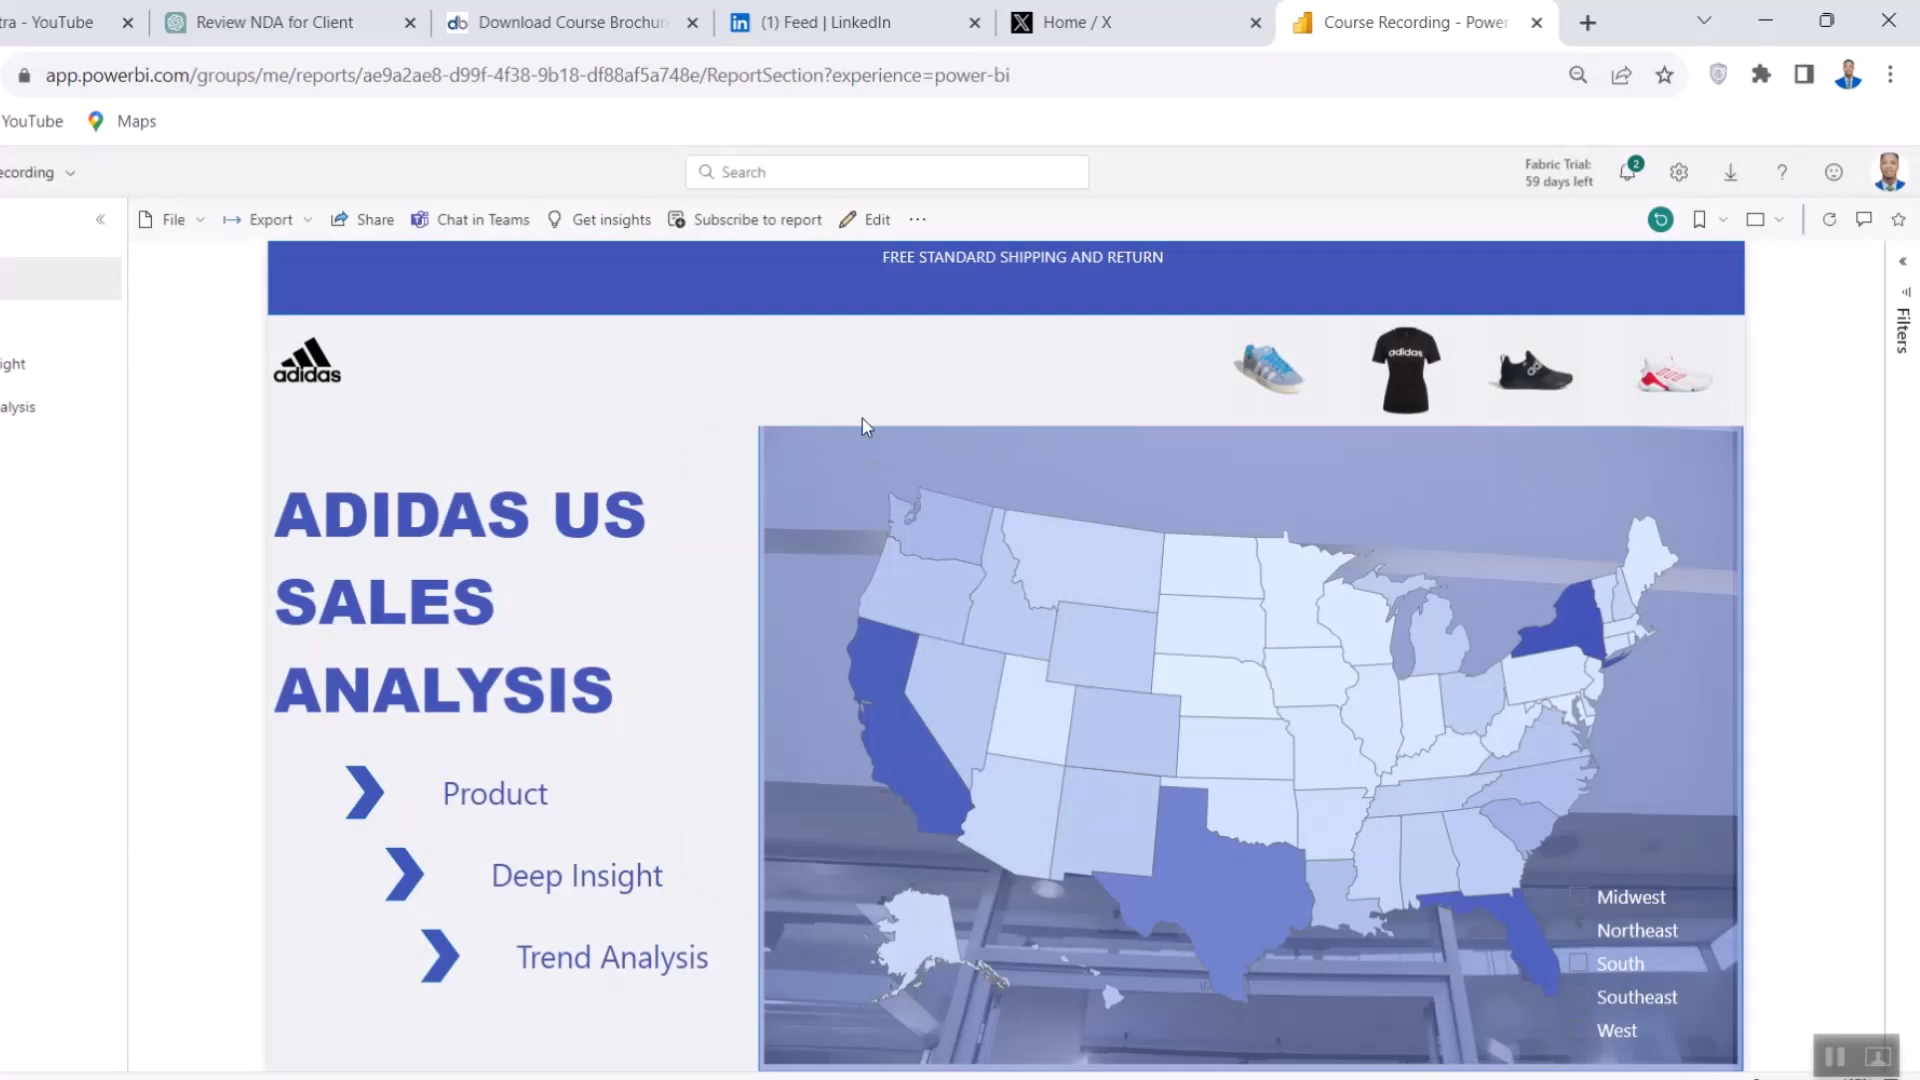 tra - YouTube
Review NDA for Client
Download Course Brochur
(1) Feed | LinkedIn
Home / X
Course Recording - Power
app.powerbi.com/groups/me/reports/ae9a2ae8-d99f-4f38-9b18-df88af5a748e/ReportSection?experience=power-bi
YouTube
Maps
ecording
Search
Fabric Trial:
59 days left
2
File
Export
Share
Chat in Teams
Get insights
Subscribe to report
Edit
FREE STANDARD SHIPPING AND RETURN
Filters
adidas
adidas
ight
alysis
ADIDAS US
SALES
ANALYSIS
Product
Deep Insight
Trend Analysis
Midwest
Northeast
South
Southeast
West